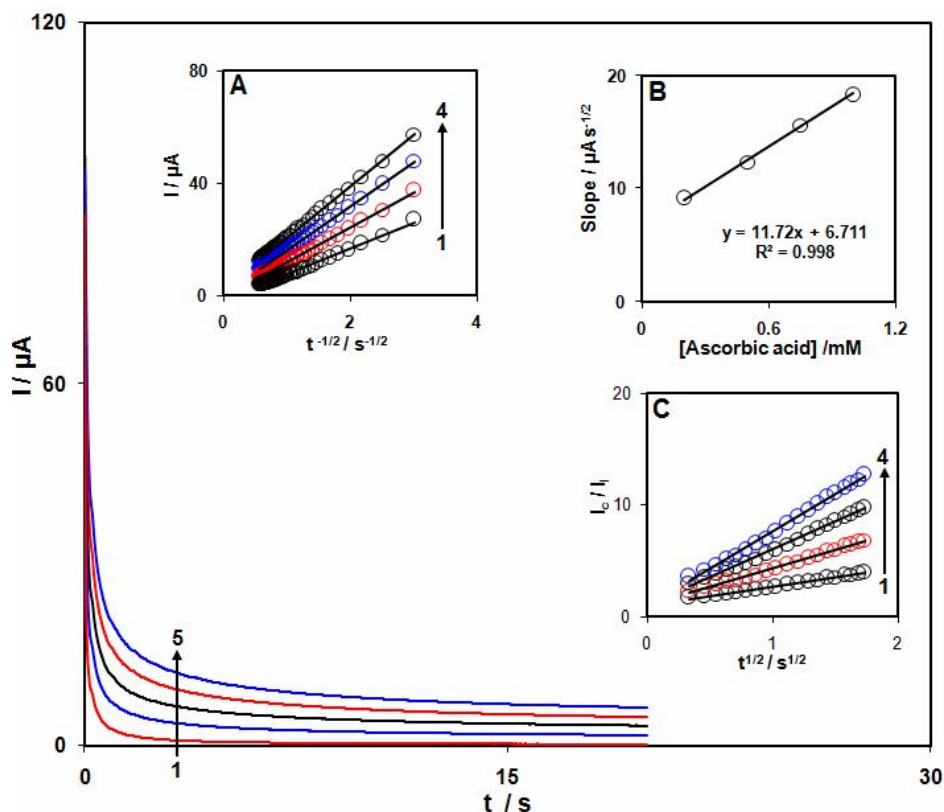 120
60
0
I / µA
0
15
30
t / s
5
1
A
80
40
0
I / µA
0
2
4
t ⁻¹/² / s⁻¹/²
4
1
B
20
10
0
Slope / µA s⁻¹/²
y = 11.72x + 6.711
R² = 0.998
0
0.6
1.2
[Ascorbic acid] /mM
C
20
10
0
I_c / I_l
0
1
2
t¹/² / s¹/²
4
1